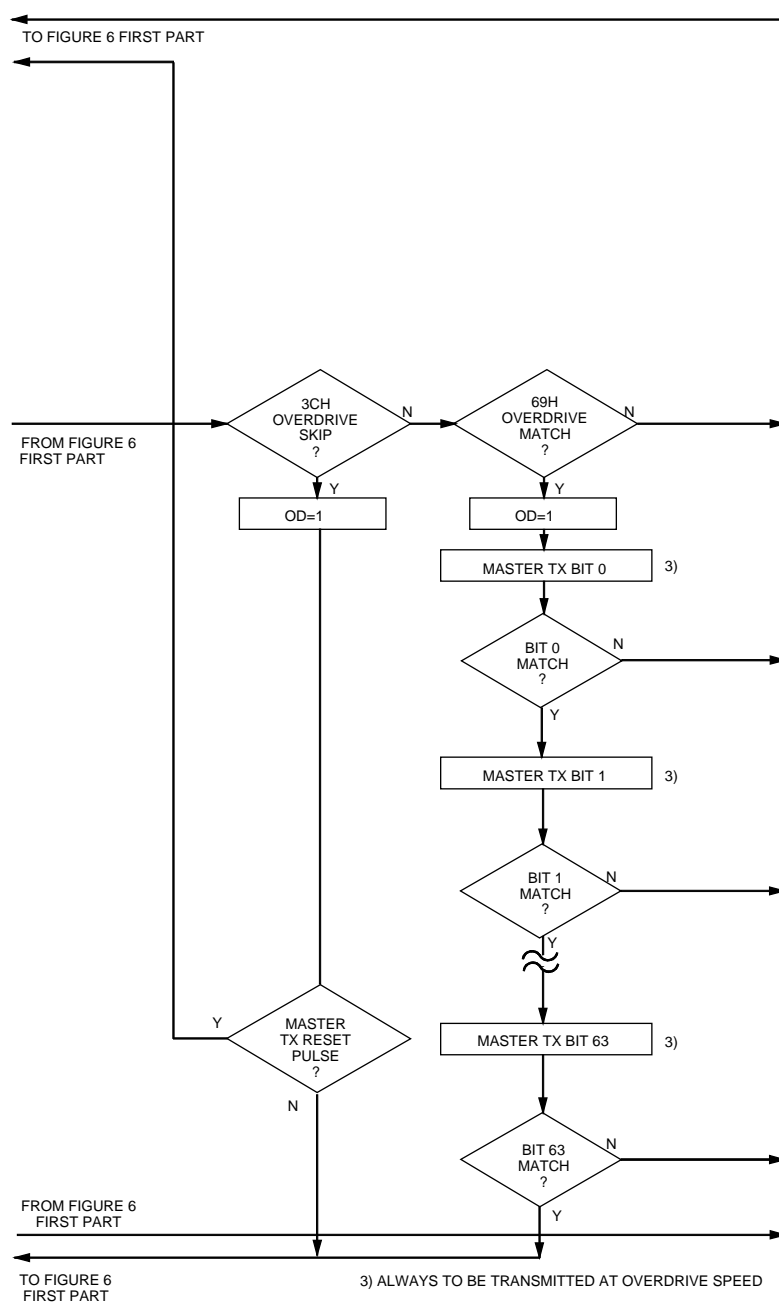 TO FIGURE 6 FIRST PART
3CH
OVERDRIVE
SKIP
?
N
69H
OVERDRIVE
MATCH
?
N
FROM FIGURE 6
FIRST PART
Y
Y
OD=1
OD=1
MASTER TX BIT 0
3)
BIT 0
MATCH
?
N
Y
MASTER TX BIT 1
3)
BIT 1
MATCH
?
N
Y
Y
MASTER
TX RESET
PULSE
?
N
MASTER TX BIT 63
3)
BIT 63
MATCH
?
N
Y
FROM FIGURE 6
FIRST PART
TO FIGURE 6
FIRST PART
3) ALWAYS TO BE TRANSMITTED AT OVERDRIVE SPEED